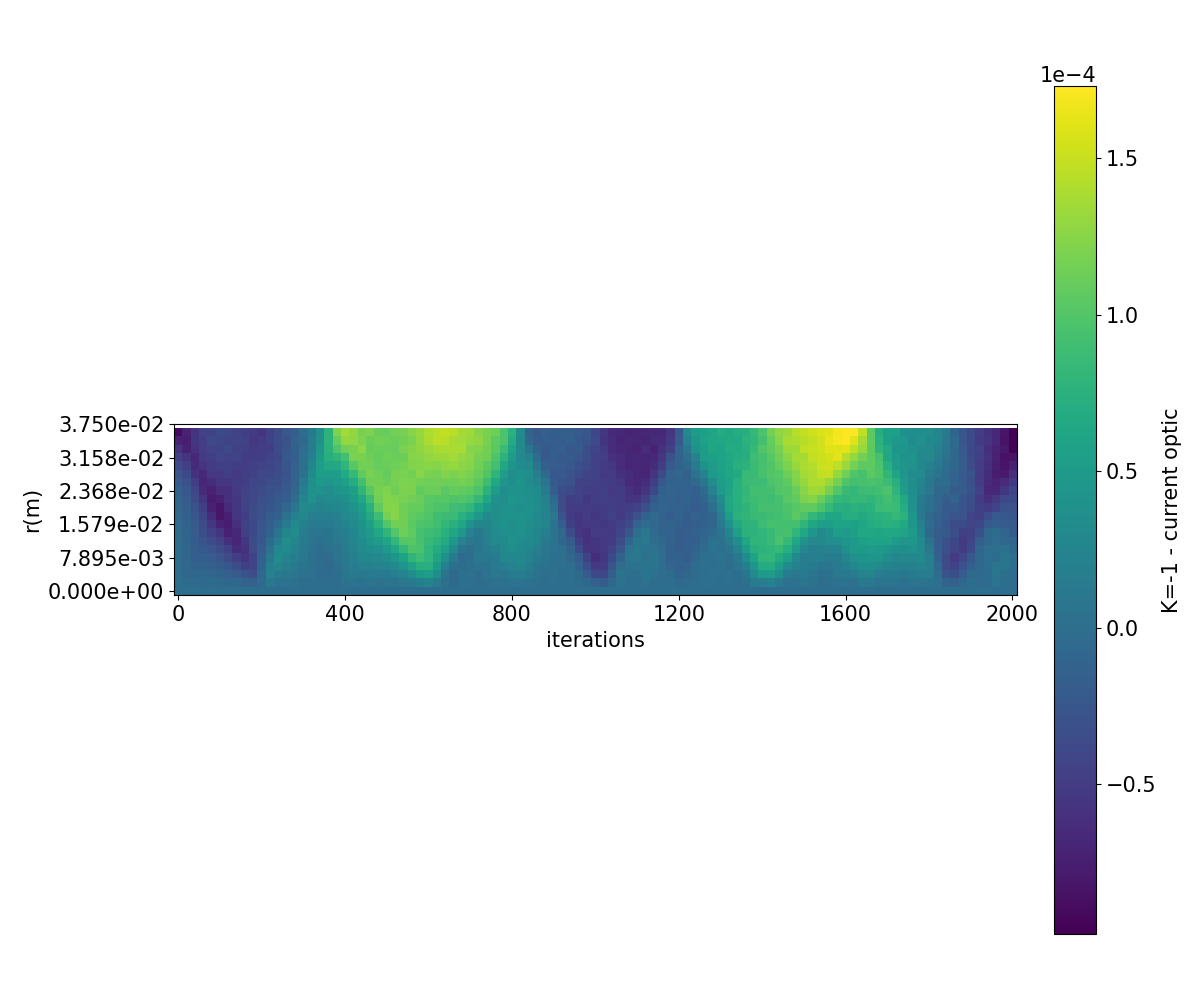 1e−4
1.5
1.0
0.5
0.0
−0.5
K=-1 - current optic
3.750e-02
3.158e-02
2.368e-02
1.579e-02
7.895e-03
0.000e+00
r(m)
0 400 800 1200 1600 2000
iterations